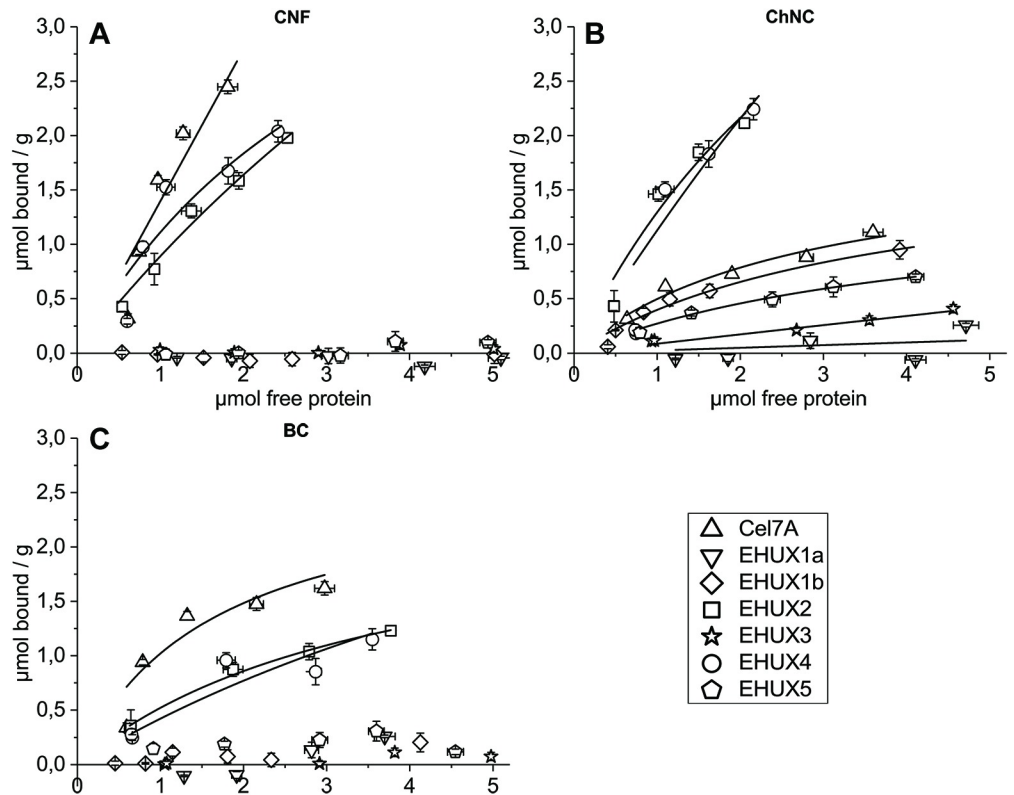 CNF
A
3,0
2,5
2,0
1,5
1,0
0,5
0,0
µmol bound / g
0 1 2 3 4 5
µmol free protein
ChNC
B
3,0
2,5
2,0
1,5
1,0
0,5
0,0
µmol bound / g
0 1 2 3 4 5
µmol free protein
BC
C
3,0
2,5
2,0
1,5
1,0
0,5
0,0
µmol bound / g
0 1 2 3 4 5
Cel7A
EHUX1a
EHUX1b
EHUX2
EHUX3
EHUX4
EHUX5